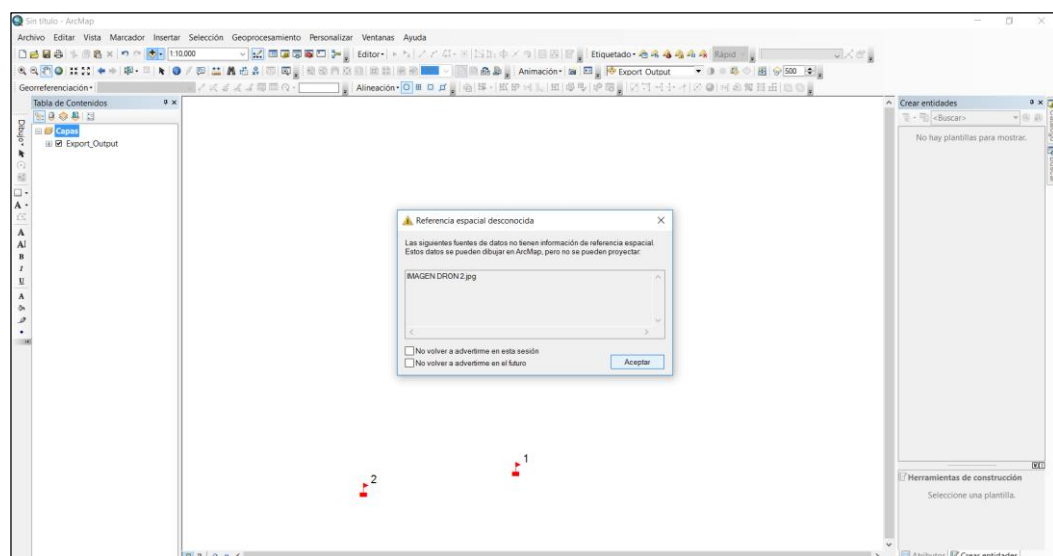 Sin título - ArcMap
Archivo Editar Vista Marcador Insertar Selección Geoprocesamiento Personalizar Ventanas Ayuda
1:10.000 Editor Etiquetado Rápido
Animación Export Output 500
Georreferenciación Alineación
Tabla de Contenidos
Crear entidades
Capas
Export_Output
<Buscar>
No hay plantillas para mostrar.
Dibujo
Referencia espacial desconocida
Las siguientes fuentes de datos no tienen información de referencia espacial.
Estos datos se pueden dibujar en ArcMap, pero no se pueden proyectar:
IMAGEN DRON 2.jpg
No volver a advertirme en esta sesión
No volver a advertirme en el futuro
Aceptar
1
2
Herramientas de construcción
Seleccione una plantilla.
Atributos Crear entidades